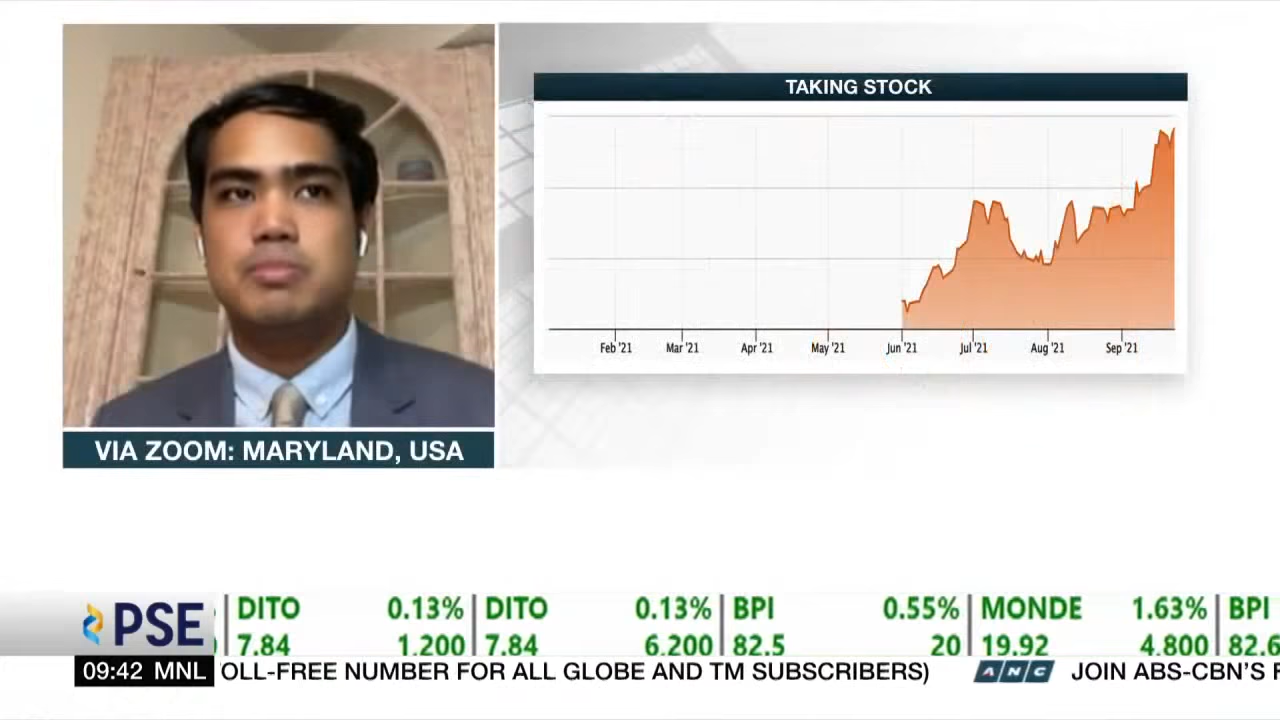 TAKING STOCK
Feb '21 Mar '21 Apr '21 May '21 Jun '21 Jul '21 Aug '21 Sep '21
VIA ZOOM: MARYLAND, USA
PSE
DITO 0.13% DITO 0.13% BPI 0.55% MONDE 1.63% BPI
7.84 1,200 7.84 6,200 82.5 20 19.92 4,800 82.6
09:42 MNL OLL-FREE NUMBER FOR ALL GLOBE AND TM SUBSCRIBERS) ANC JOIN ABS-CBN'S